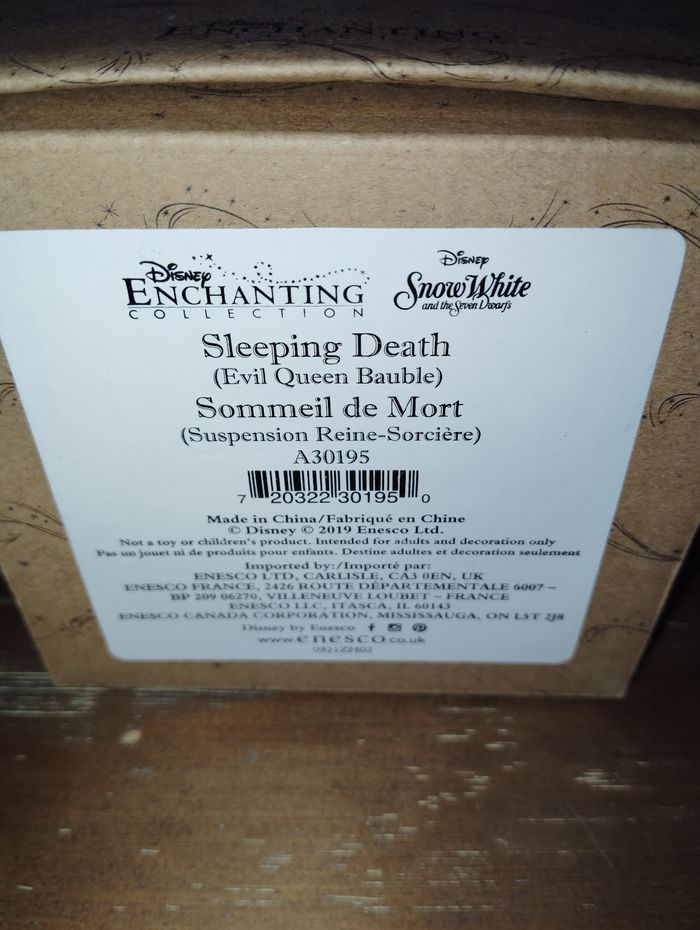 ENCHANTING
Disney
ENCHANTING
COLLECTION
Disney
Snow White
and the Seven Dwarfs
Sleeping Death
(Evil Queen Bauble)
Sommeil de Mort
(Suspension Reine-Sorcière)
A30195
7 20322 30195 0
Made in China/Fabriqué en Chine
© Disney © 2019 Enesco Ltd.
Not a toy or children's product. Intended for adults and decoration only
Pas un jouet ni de produits pour enfants. Destine adultes et decoration seulement
Imported by:/Importé par:
ENESCO LTD, CARLISLE, CA3 0EN, UK
ENESCO FRANCE, 2426 ROUTE DÉPARTEMENTALE 6007 –
BP 209 06270, VILLENEUVE LOUBET – FRANCE
ENESCO LLC, ITASCA, IL 60143
ENESCO CANADA CORPORATION, MISSISSAUGA, ON L5T 2J8
Disney by Enesco
www.enesco.co.uk
0321ZH02